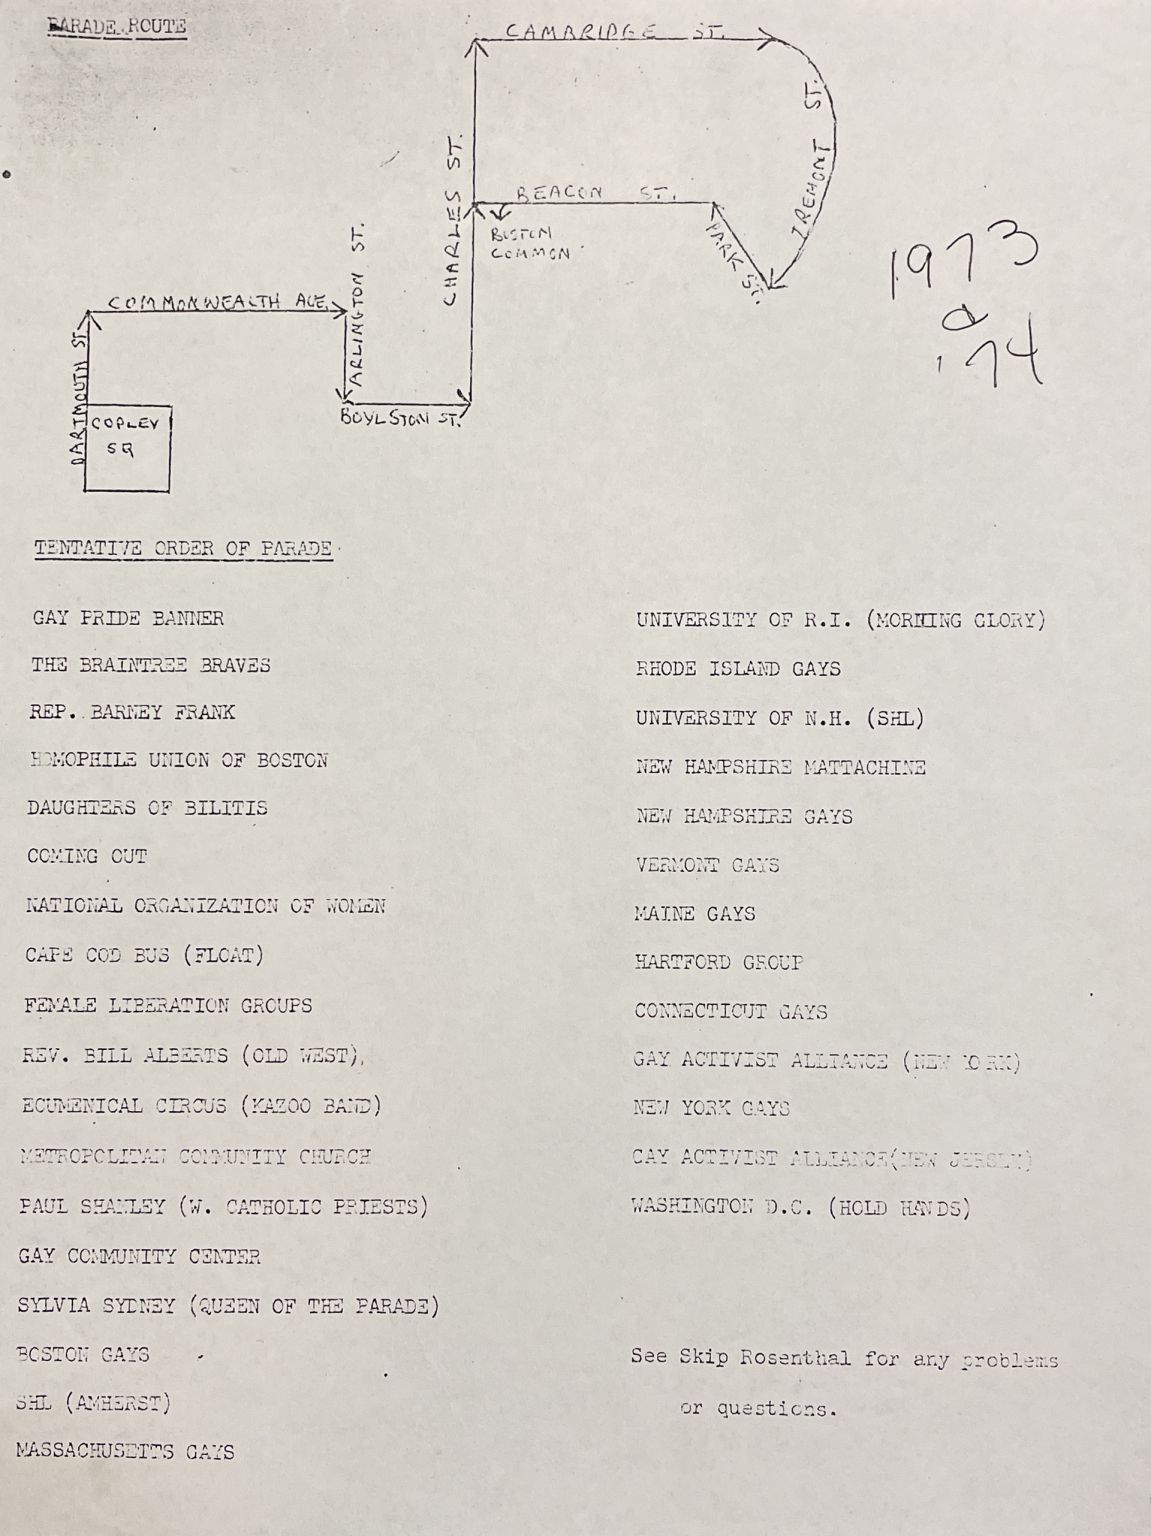 PARADE ROUTE
CAMBRIDGE ST.
TREMONT ST.
CHARLES ST.
BEACON ST.
BOSTON
COMMON
PARK ST.
1973
'74
COMMONWEALTH AVE.
ARLINGTON ST.
DARTMOUTH ST.
BOYLSTON ST.
COPLEY
SQ
TENTATIVE ORDER OF PARADE
GAY PRIDE BANNER
THE BRAINTREE BRAVES
REP. BARNEY FRANK
HOMOPHILE UNION OF BOSTON
DAUGHTERS OF BILITIS
COMING OUT
NATIONAL ORGANIZATION OF WOMEN
CAPE COD BUS (FLOAT)
FEMALE LIBERATION GROUPS
REV. BILL ALBERTS (OLD WEST)
ECUMENICAL CIRCUS (KAZOO BAND)
METROPOLITAN COMMUNITY CHURCH
PAUL SHANLEY (W. CATHOLIC PRIESTS)
GAY COMMUNITY CENTER
SYLVIA SYDNEY (QUEEN OF THE PARADE)
BOSTON GAYS
SHL (AMHERST)
MASSACHUSETTS GAYS
UNIVERSITY OF R.I. (MORNING GLORY)
RHODE ISLAND GAYS
UNIVERSITY OF N.H. (SHL)
NEW HAMPSHIRE MATTACHINE
NEW HAMPSHIRE GAYS
VERMONT GAYS
MAINE GAYS
HARTFORD GROUP
CONNECTICUT GAYS
GAY ACTIVIST ALLIANCE (NEW YORK)
NEW YORK GAYS
GAY ACTIVIST ALLIANCE(NEW JERSEY)
WASHINGTON D.C. (HOLD HANDS)
See Skip Rosenthal for any problems
or questions.